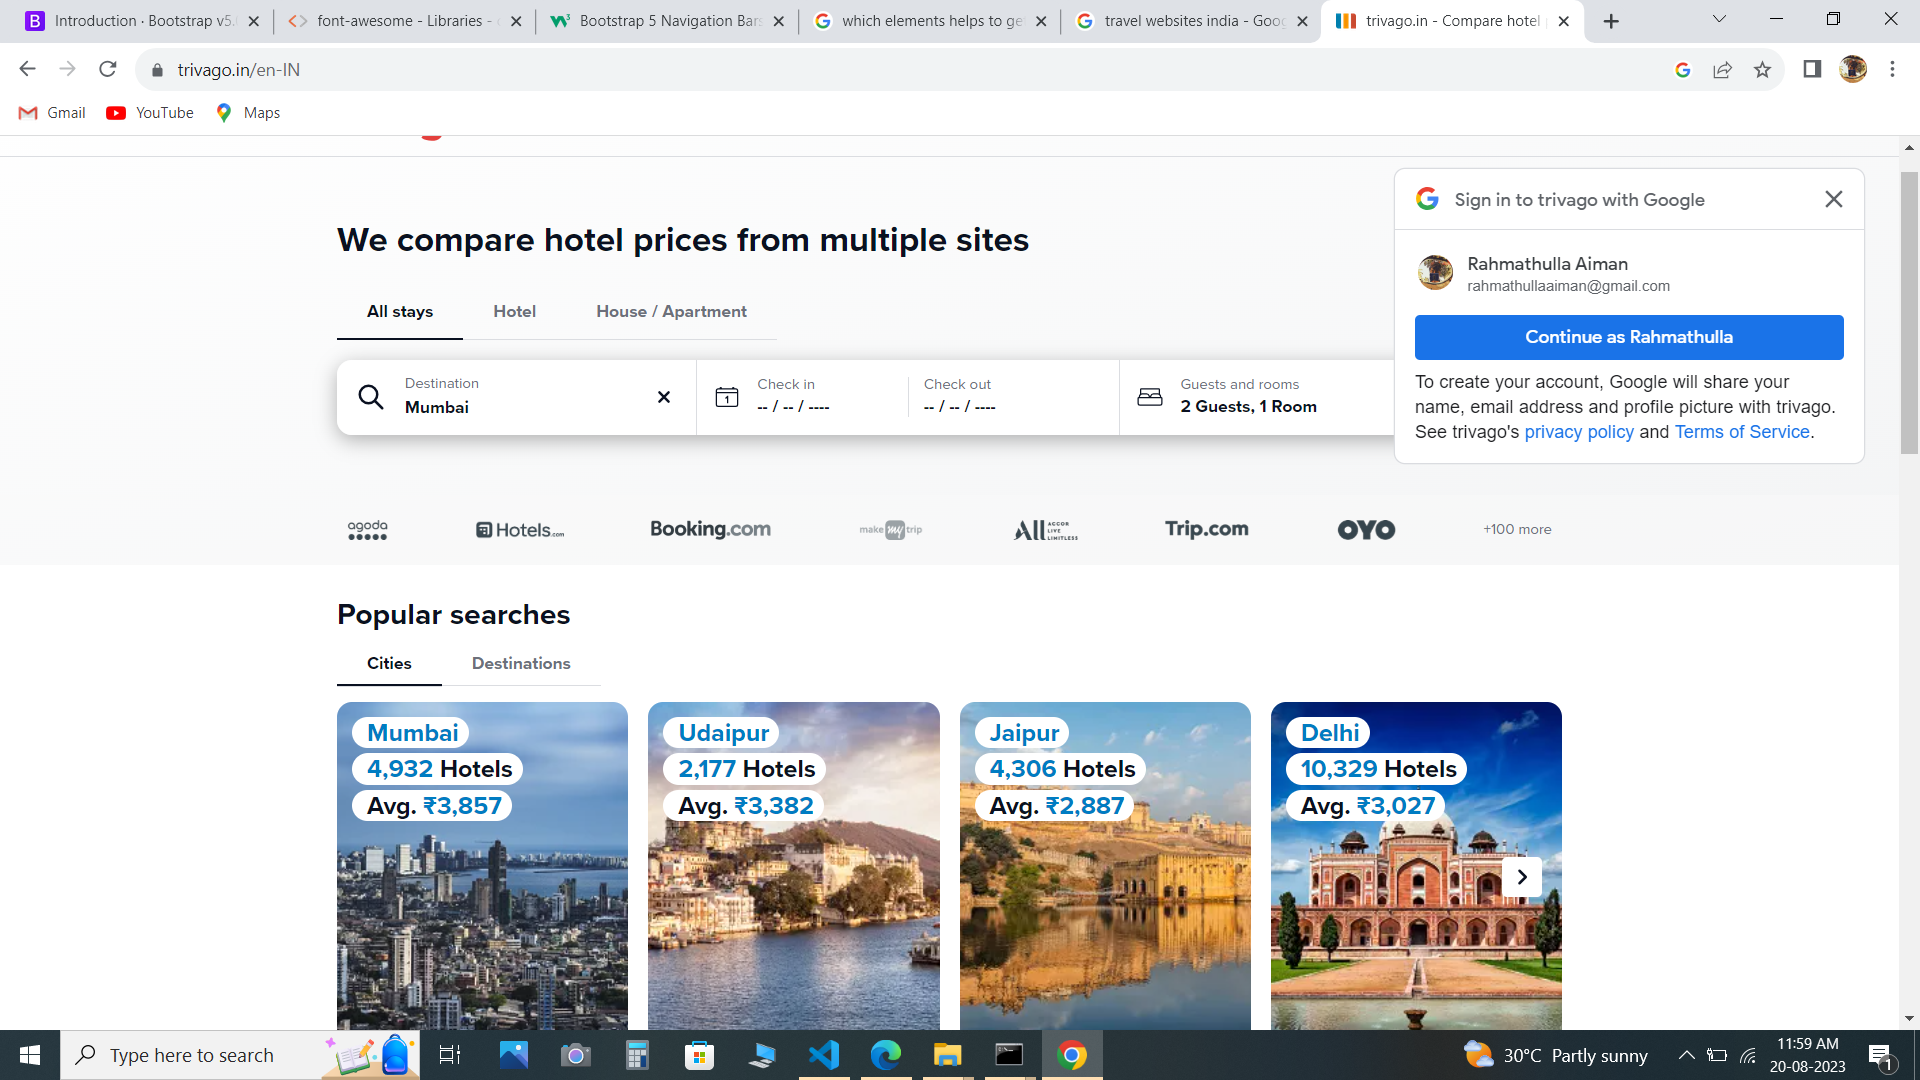 Introduction · Bootstrap v5.
font-awesome - Libraries -
Bootstrap 5 Navigation Bars
which elements helps to ge
travel websites india - Goog
trivago.in - Compare hotel
trivago.in/en-IN
Gmail
YouTube
Maps
Sign in to trivago with Google
Rahmathulla Aiman
rahmathullaaiman@gmail.com
Continue as Rahmathulla
To create your account, Google will share your
name, email address and profile picture with trivago.
See trivago's privacy policy and Terms of Service.
We compare hotel prices from multiple sites
All stays
Hotel
House / Apartment
Destination
Mumbai
1
Check in
-- / -- / ----
Check out
-- / -- / ----
Guests and rooms
2 Guests, 1 Room
agoda
Hotels.com
Booking.com
make my trip
ALL ACCOR
LIVE
LIMITLESS
Trip.com
OYO
+100 more
Popular searches
Cities
Destinations
Mumbai
4,932 Hotels
Avg. ₹3,857
Udaipur
2,177 Hotels
Avg. ₹3,382
Jaipur
4,306 Hotels
Avg. ₹2,887
Delhi
10,329 Hotels
Avg. ₹3,027
Type here to search
30°C Partly sunny
11:59 AM
20-08-2023
1